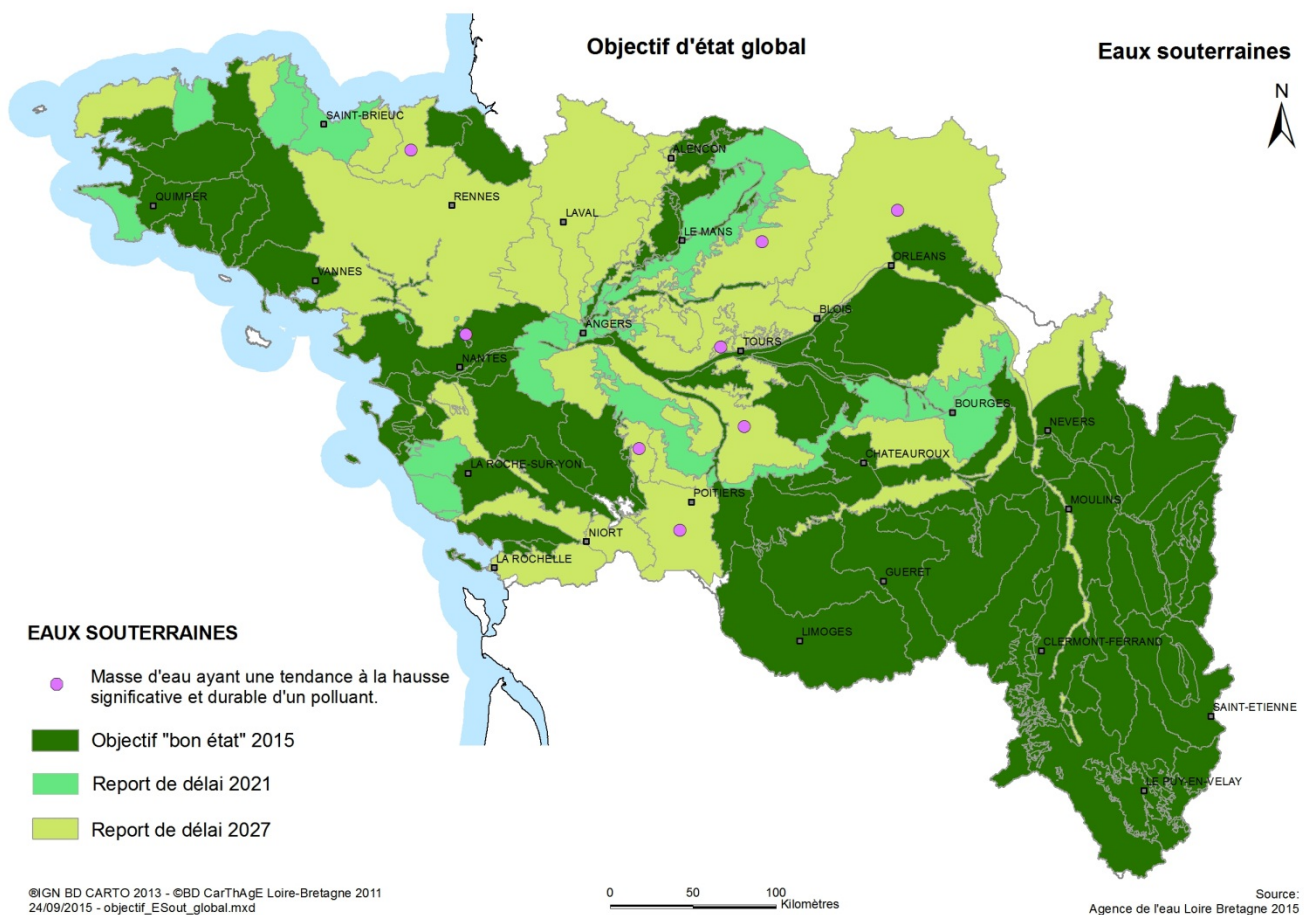 Objectif d'état global
Eaux souterraines
N
SAINT-BRIEUC
ALENCON
QUIMPER
RENNES
LAVAL
LE MANS
ORLEANS
VANNES
BLOIS
ANGERS
TOURS
NANTES
BOURGES
NEVERS
CHATEAUROUX
LA ROCHE-SUR-YON
POITIERS
MOULINS
NIORT
LA ROCHELLE
GUERET
LIMOGES
CLERMONT-FERRAND
SAINT-ETIENNE
LE PUY-EN-VELAY
EAUX SOUTERRAINES
Masse d'eau ayant une tendance à la hausse
significative et durable d'un polluant.
Objectif "bon état" 2015
Report de délai 2021
Report de délai 2027
®IGN BD CARTO 2013 - ©BD CarThAgE Loire-Bretagne 2011
24/09/2015 - objectif_ESout_global.mxd
0 50 100
Kilomètres
Source:
Agence de l'eau Loire Bretagne 2015